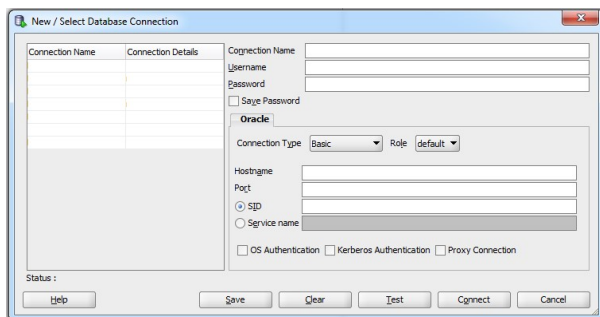 New / Select Database Connection
Connection Name Connection Details
Connection Name
Username
Password
Save Password
Oracle
Connection Type Basic Role default
Hostname
Port
SID
Service name
OS Authentication Kerberos Authentication Proxy Connection
Status :
Help Save Clear Test Connect Cancel